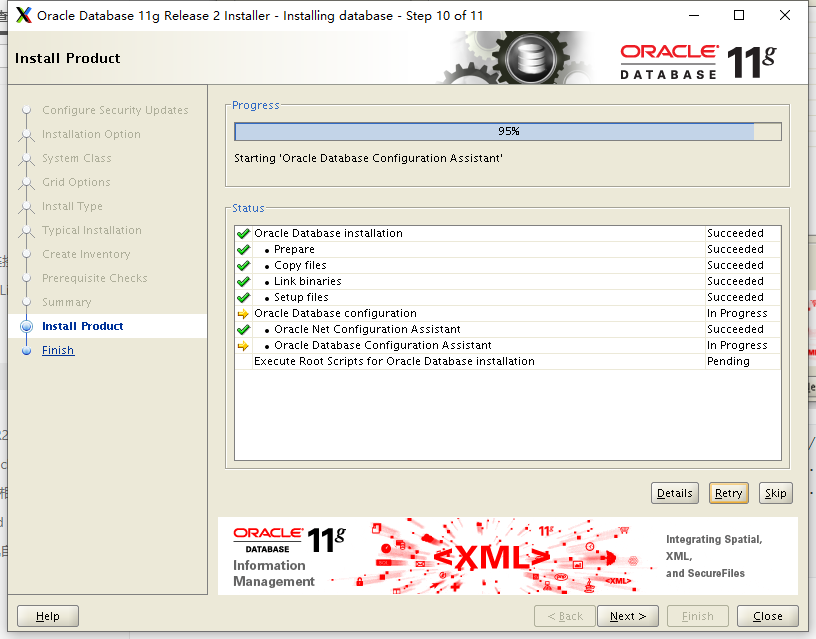 Oracle Database 11g Release 2 Installer - Installing database - Step 10 of 11
Install Product
ORACLE
DATABASE 11g
Configure Security Updates
Installation Option
System Class
Grid Options
Install Type
Typical Installation
Create Inventory
Prerequisite Checks
Summary
Install Product
Finish
Progress
95%
Starting 'Oracle Database Configuration Assistant'
Status
Oracle Database installation Succeeded
• Prepare Succeeded
• Copy files Succeeded
• Link binaries Succeeded
• Setup files Succeeded
Oracle Database configuration In Progress
• Oracle Net Configuration Assistant Succeeded
• Oracle Database Configuration Assistant In Progress
Execute Root Scripts for Oracle Database installation Pending
Details Retry Skip
ORACLE 11g
DATABASE
Information
Management
<XML>
11g
<XML>
Integrating Spatial,
XML,
and SecureFiles
Help < Back Next > Finish Close